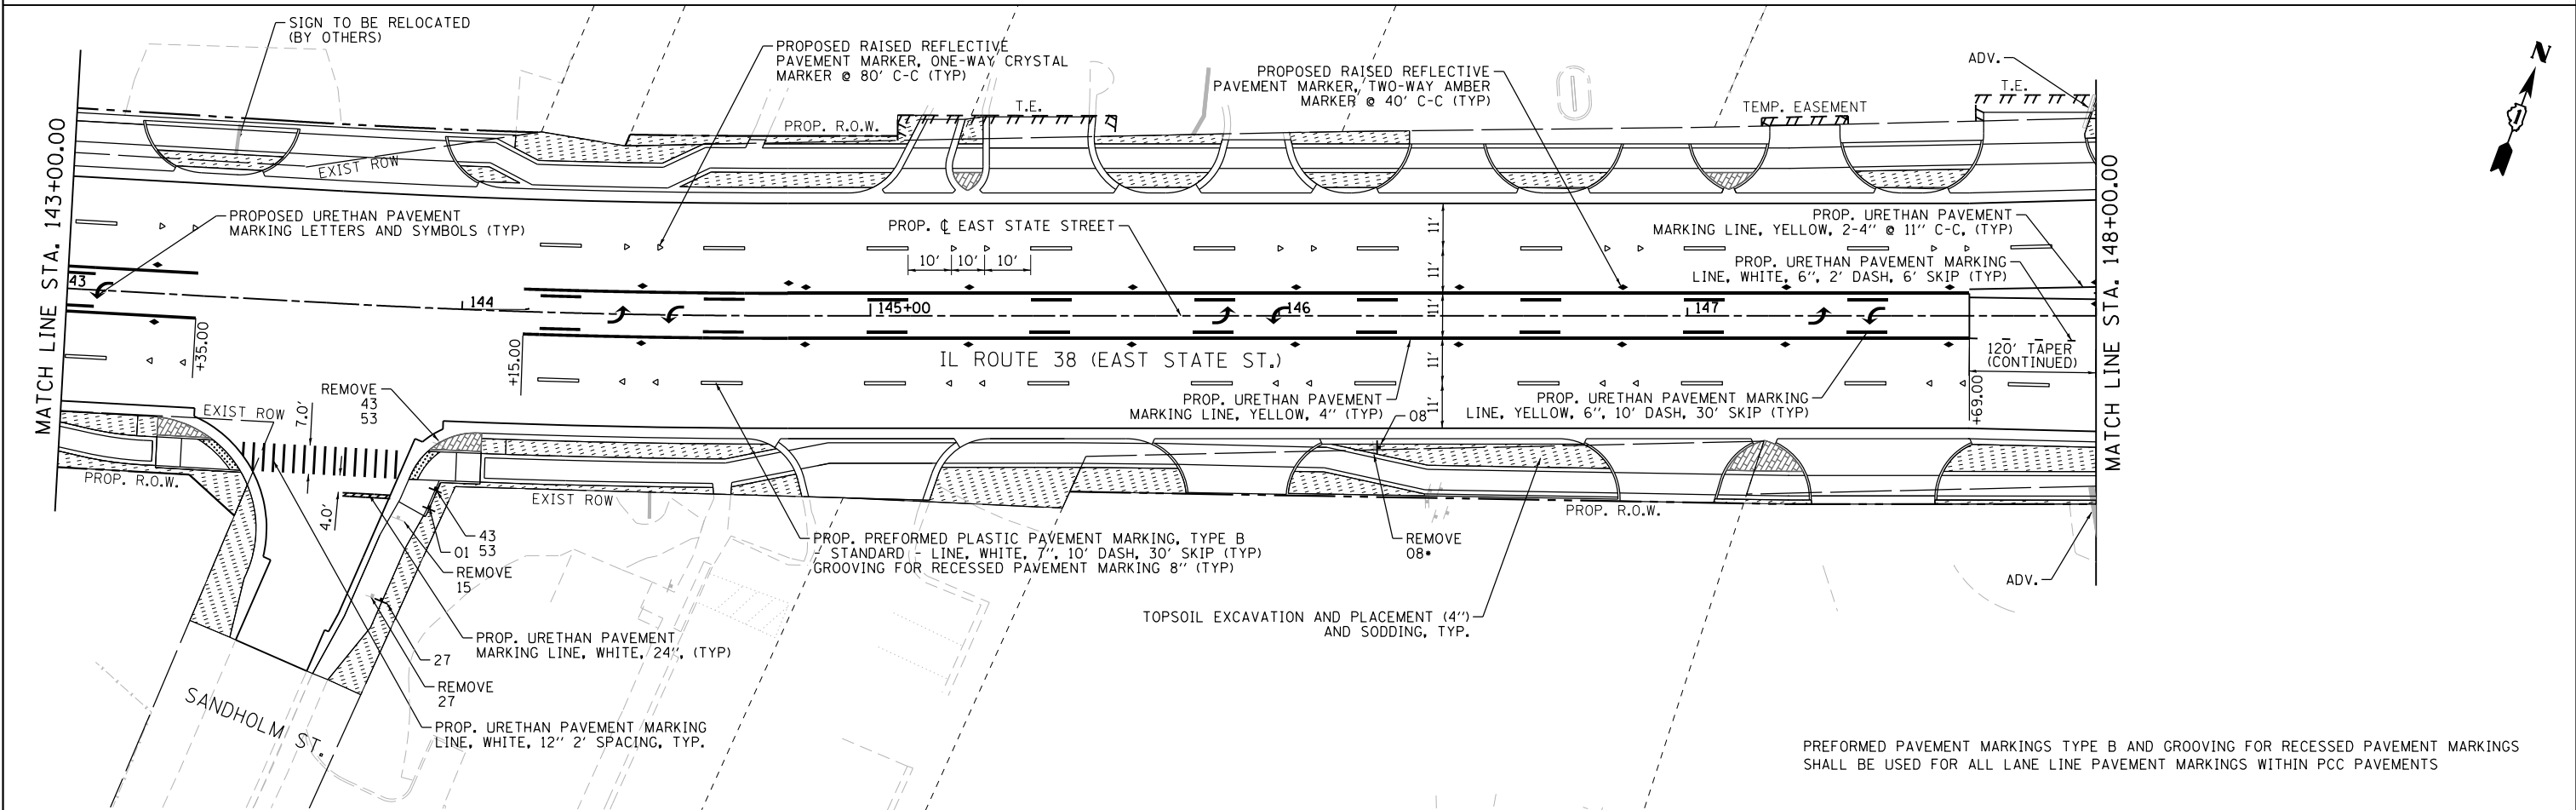 SIGN TO BE RELOCATED
(BY OTHERS)
PROPOSED RAISED REFLECTIVE
PAVEMENT MARKER, ONE-WAY CRYSTAL
MARKER @ 80' C-C (TYP)
PROPOSED RAISED REFLECTIVE
PAVEMENT MARKER, TWO-WAY AMBER
MARKER @ 40' C-C (TYP)
ADV.
N
T.E.
T.E.
TEMP. EASEMENT
PROP. R.O.W.
EXIST ROW
MATCH LINE STA. 143+00.00
MATCH LINE STA. 148+00.00
PROPOSED URETHAN PAVEMENT
MARKING LETTERS AND SYMBOLS (TYP)
PROP. ℄ EAST STATE STREET
PROP. URETHAN PAVEMENT
MARKING LINE, YELLOW, 2-4" @ 11" C-C, (TYP)
PROP. URETHAN PAVEMENT MARKING
LINE, WHITE, 6", 2' DASH, 6' SKIP (TYP)
10' 10' 10'
11'
11'
11'
11'
11'
43
144
145+00
146
147
+35.00
+15.00
+69.00
IL ROUTE 38 (EAST STATE ST.)
120' TAPER
(CONTINUED)
REMOVE
43
53
PROP. URETHAN PAVEMENT
MARKING LINE, YELLOW, 4" (TYP)
08
PROP. URETHAN PAVEMENT MARKING
LINE, YELLOW, 6", 10' DASH, 30' SKIP (TYP)
EXIST ROW
7.0'
4.0'
PROP. R.O.W.
EXIST ROW
PROP. R.O.W.
43
53
01
REMOVE
15
PROP. PREFORMED PLASTIC PAVEMENT MARKING, TYPE B
- STANDARD - LINE, WHITE, 7", 10' DASH, 30' SKIP (TYP)
GROOVING FOR RECESSED PAVEMENT MARKING 8" (TYP)
REMOVE
08*
ADV.
TOPSOIL EXCAVATION AND PLACEMENT (4")
AND SODDING, TYP.
PROP. URETHAN PAVEMENT
MARKING LINE, WHITE, 24", (TYP)
27
REMOVE
27
SANDHOLM ST.
PROP. URETHAN PAVEMENT MARKING
LINE, WHITE, 12" 2' SPACING, TYP.
PREFORMED PAVEMENT MARKINGS TYPE B AND GROOVING FOR RECESSED PAVEMENT MARKINGS
SHALL BE USED FOR ALL LANE LINE PAVEMENT MARKINGS WITHIN PCC PAVEMENTS